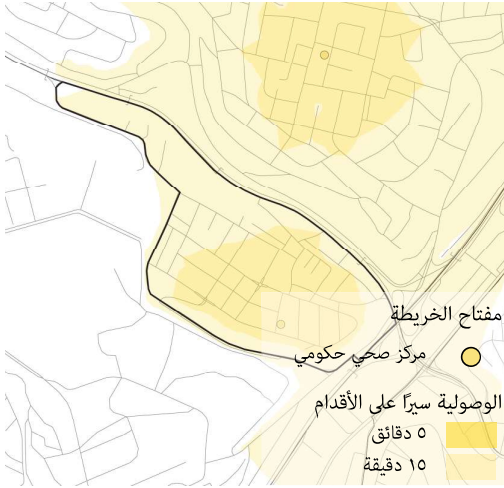 مفتاح الخريطة
مركز صحي حكومي
الوصولية سيرًا على الأقدام
٥ دقائق
١٥ دقيقة